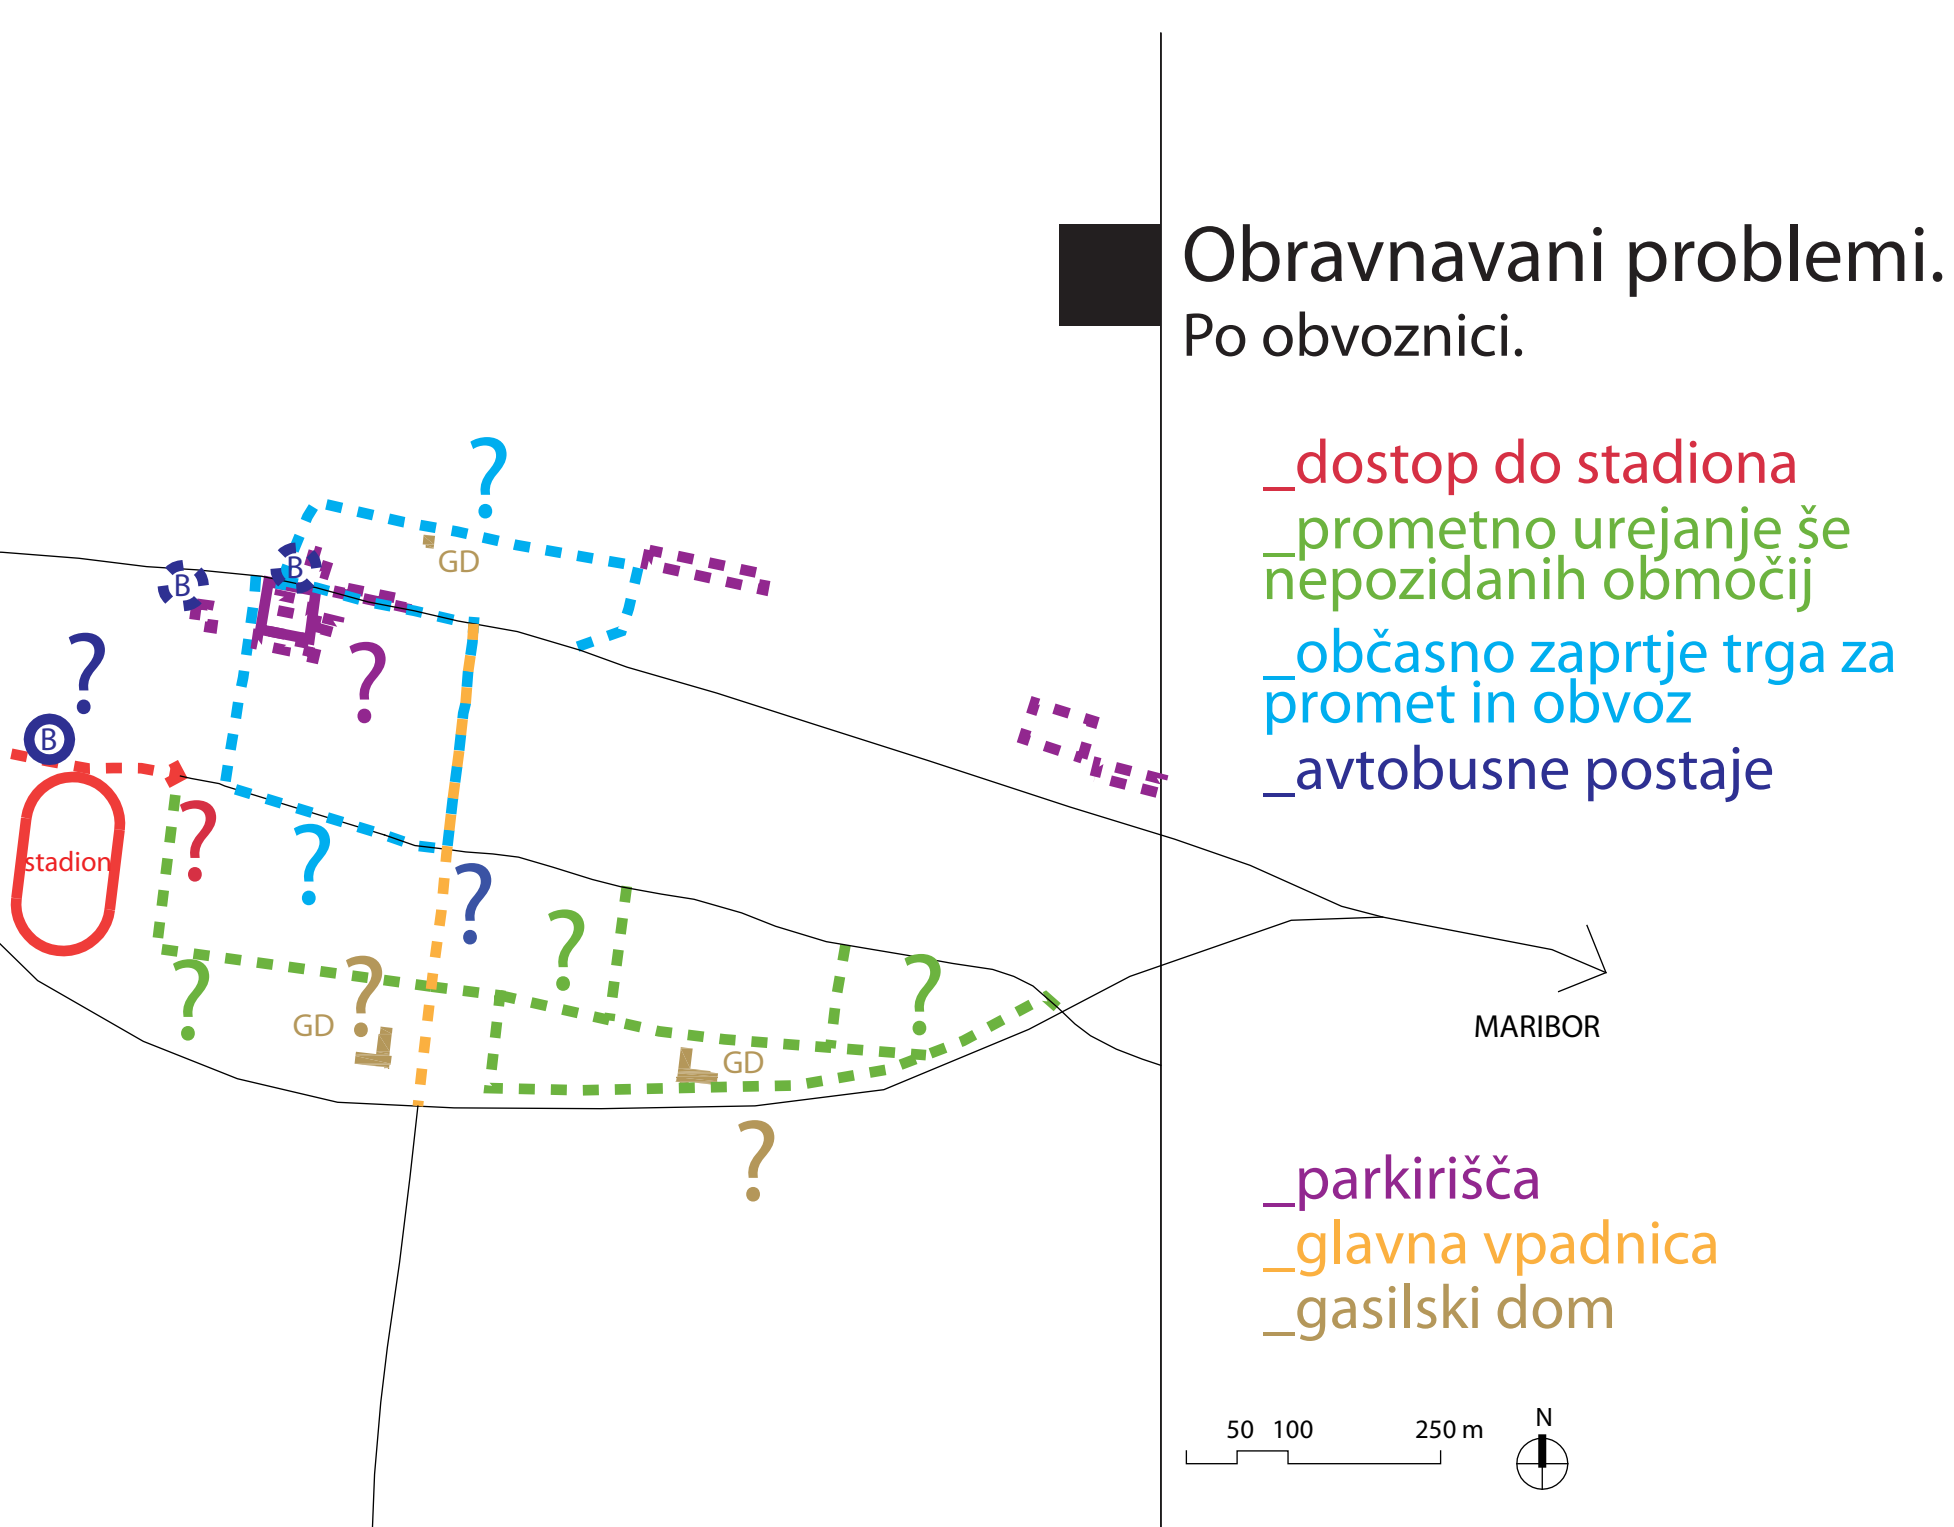 Obravnavani problemi.
Po obvoznici.
_dostop do stadiona
_prometno urejanje še
nepozidanih območij
_občasno zaprtje trga za
promet in obvoz
_avtobusne postaje
?
GD
B
B
?
?
B
?
stadion
?
?
?
?
?
?
GD
GD
?
MARIBOR
_parkirišča
_glavna vpadnica
_gasilski dom
50 100 250 m
N